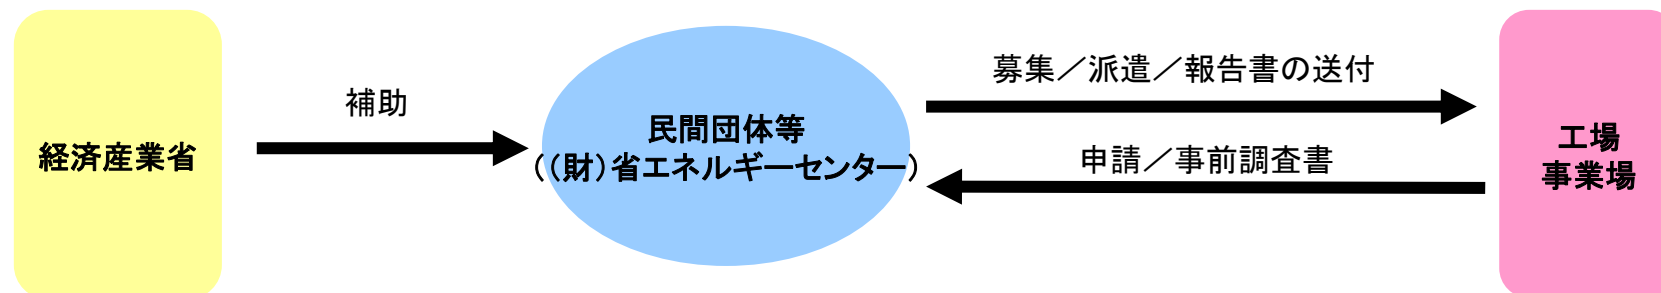 経済産業省
補助
民間団体等
((財)省エネルギーセンター)
募集／派遣／報告書の送付
申請／事前調査書
工場
事業場